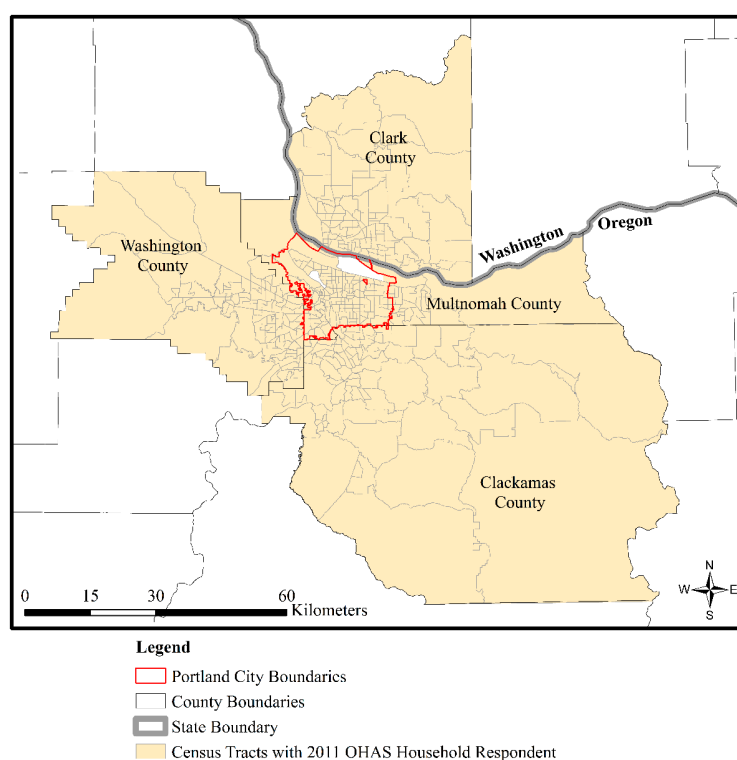 Clark
County
Washington
County
Washington
Oregon
Multnomah County
Clackamas
County
N
W E
S
0 15 30 60
Kilometers
Legend
Portland City Boundaries
County Boundaries
State Boundary
Census Tracts with 2011 OHAS Household Respondent